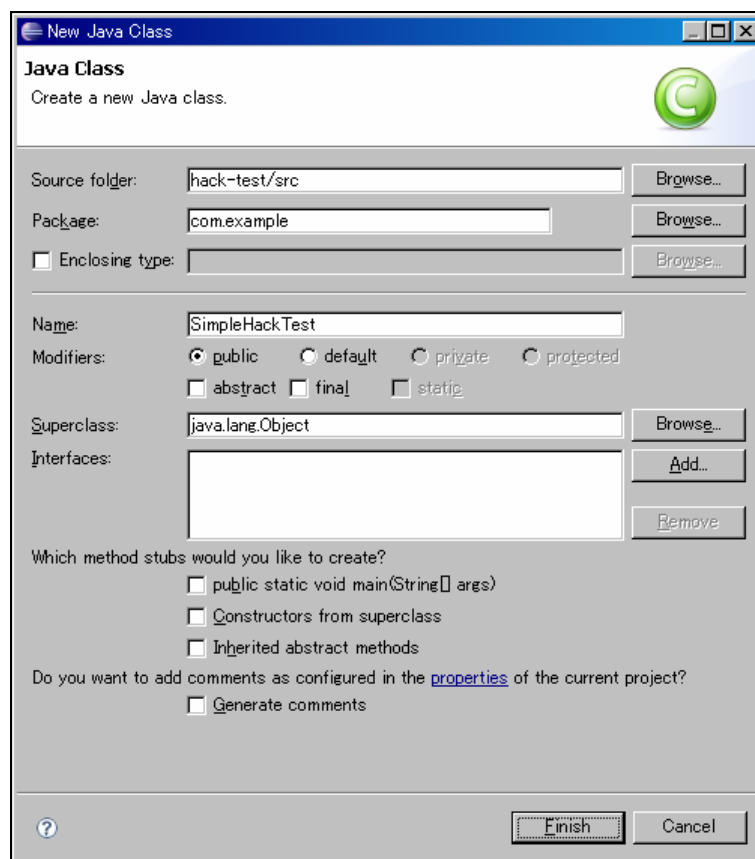 New Java Class
Java Class
Create a new Java class.
C
Source folder: hack-test/src Browse...
Package: com.example Browse...
Enclosing type: Browse...
Name: SimpleHackTest
Modifiers: public default private protected
abstract final static
Superclass: java.lang.Object Browse...
Interfaces: Add...
Remove
Which method stubs would you like to create?
public static void main(String[] args)
Constructors from superclass
Inherited abstract methods
Do you want to add comments as configured in the properties of the current project?
Generate comments
? Finish Cancel